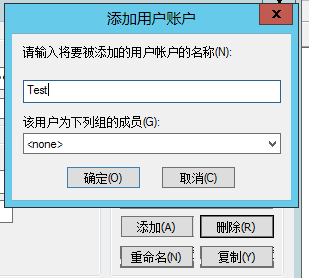 添加用户账户
x
请输入将要被添加的用户帐户的名称(N):
Test
该用户为下列组的成员(G):
<none>
确定(O) 取消(C)
添加(A) 删除(R)
重命名(N) 复制(Y)